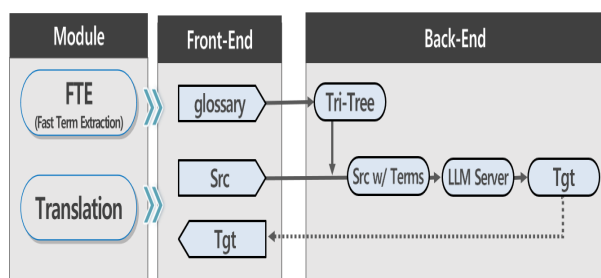 Module
Front-End
Back-End
FTE
(Fast Term Extraction)
glossary
Tri-Tree
Src
Src w/ Terms
LLM Server
Tgt
Translation
Tgt